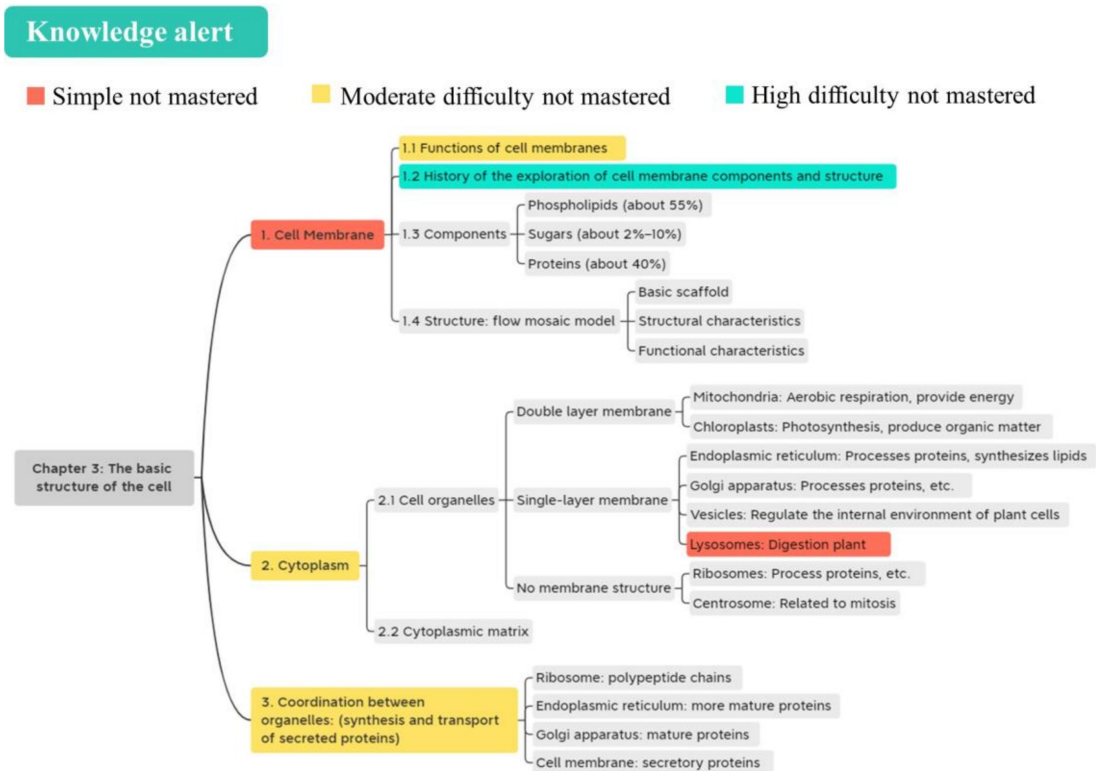 Knowledge alert
Simple not mastered
Moderate difficulty not mastered
High difficulty not mastered
1.1 Functions of cell membranes
1.2 History of the exploration of cell membrane components and structure
Phospholipids (about 55%)
1. Cell Membrane
1.3 Components
Sugars (about 2%–10%)
Proteins (about 40%)
Basic scaffold
1.4 Structure: flow mosaic model
Structural characteristics
Functional characteristics
Mitochondria: Aerobic respiration, provide energy
Double layer membrane
Chloroplasts: Photosynthesis, produce organic matter
Chapter 3: The basic
structure of the cell
Endoplasmic reticulum: Processes proteins, synthesizes lipids
2.1 Cell organelles
Single-layer membrane
Golgi apparatus: Processes proteins, etc.
Vesicles: Regulate the internal environment of plant cells
Lysosomes: Digestion plant
2. Cytoplasm
Ribosomes: Process proteins, etc.
No membrane structure
Centrosome: Related to mitosis
2.2 Cytoplasmic matrix
3. Coordination between
organelles: (synthesis and transport
of secreted proteins)
Ribosome: polypeptide chains
Endoplasmic reticulum: more mature proteins
Golgi apparatus: mature proteins
Cell membrane: secretory proteins